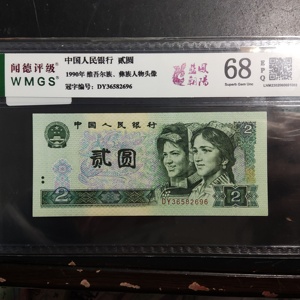 闻德评级
WMGS
中国人民银行 贰圆
1990年 维吾尔族、彝族人物头像
冠字编号：DY36582696
68
E
P
Q
Superb Gem Unc
中国人民银行
2
贰圆
DY36582696
2
2